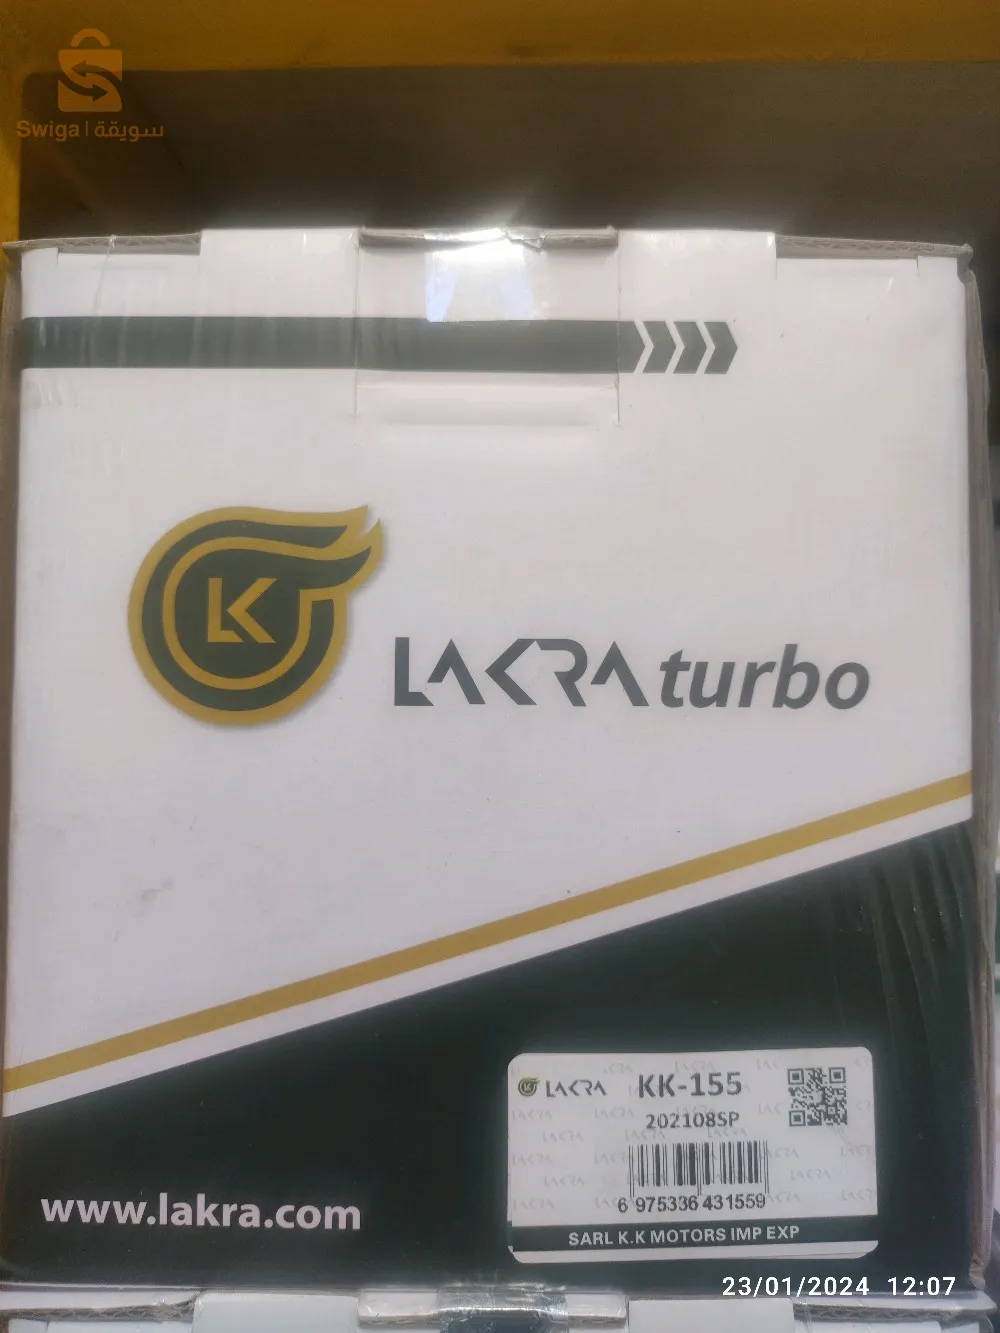 Swiga | سويقة
LK
LAKRA turbo
LAKRA KK-155
202108SP
6 975336 431559
SARL K.K MOTORS IMP EXP
www.lakra.com
23/01/2024 12:07